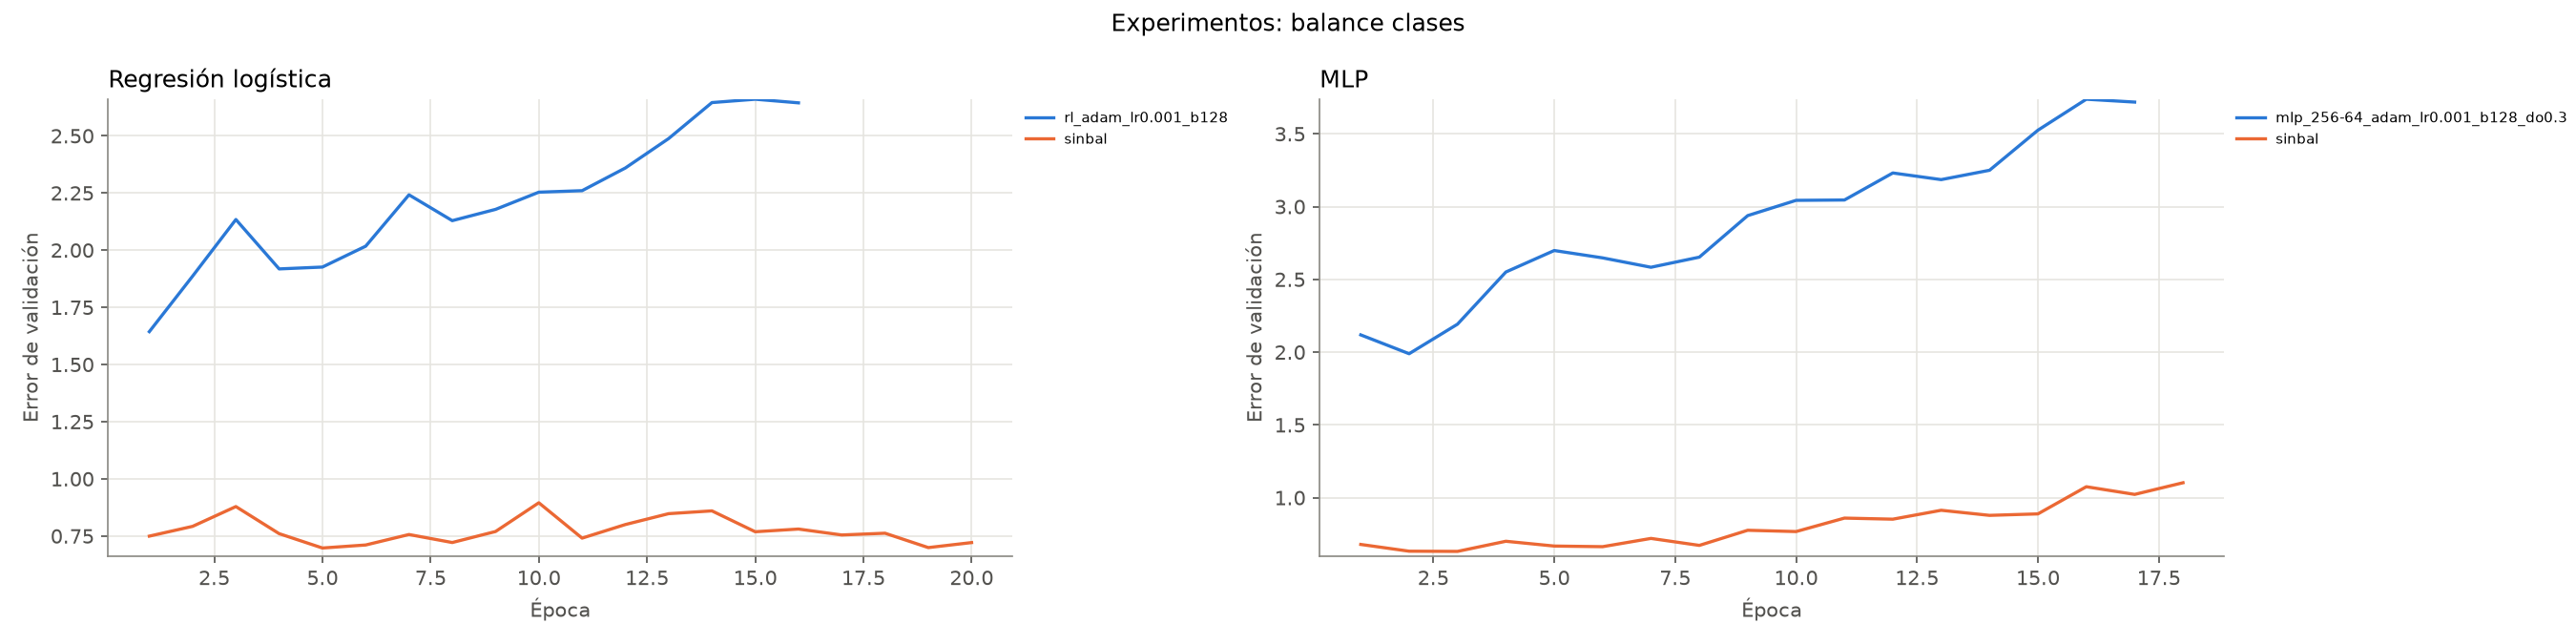 Experimentos: balance clases
Regresión logística
2.50
2.25
2.00
1.75
1.50
1.25
1.00
0.75
Error de validación
2.5 5.0 7.5 10.0 12.5 15.0 17.5 20.0
Época
rl_adam_lr0.001_b128
sinbal
MLP
3.5
3.0
2.5
2.0
1.5
1.0
Error de validación
2.5 5.0 7.5 10.0 12.5 15.0 17.5
Época
mlp_256-64_adam_lr0.001_b128_do0.3
sinbal